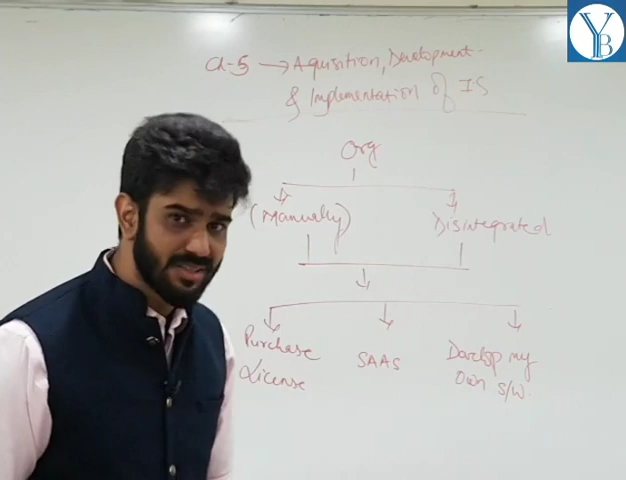 Ch-5 → Aquisition, Development
& Implementation of IS
Org
(Manually) Disintegrated
Purchase License
SAAS
Develop my
Own S/W.
YB